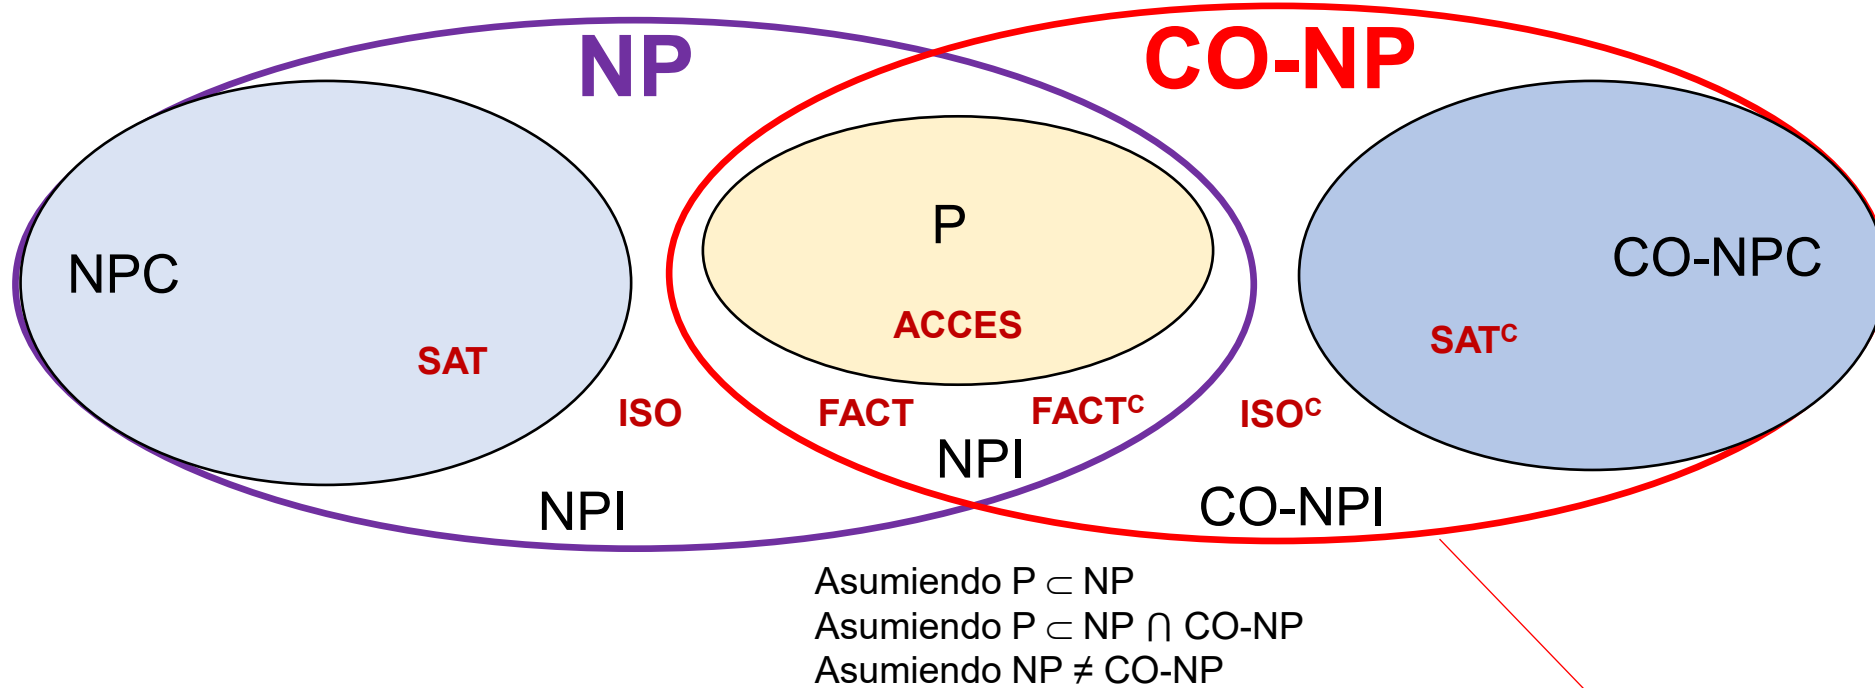 NP
CO-NP
P
NPC
CO-NPC
ACCES
SAT
SATᶜ
ISO
FACT
FACTᶜ
ISOᶜ
NPI
NPI
CO-NPI
Asumiendo P ⊂ NP
Asumiendo P ⊂ NP ⋂ CO-NP
Asumiendo NP ≠ CO-NP